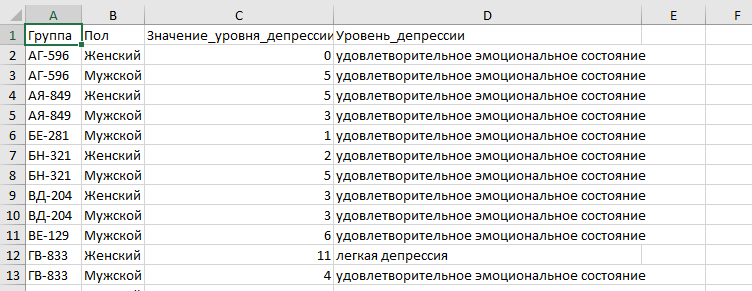 A B C D E F
1 Группа Пол Значение_уровня_депрессии Уровень_депрессии
2 АГ-596 Женский 0 удовлетворительное эмоциональное состояние
3 АГ-596 Мужской 5 удовлетворительное эмоциональное состояние
4 АЯ-849 Женский 5 удовлетворительное эмоциональное состояние
5 АЯ-849 Мужской 3 удовлетворительное эмоциональное состояние
6 БЕ-281 Мужской 1 удовлетворительное эмоциональное состояние
7 БН-321 Женский 2 удовлетворительное эмоциональное состояние
8 БН-321 Мужской 5 удовлетворительное эмоциональное состояние
9 ВД-204 Женский 3 удовлетворительное эмоциональное состояние
10 ВД-204 Мужской 3 удовлетворительное эмоциональное состояние
11 ВЕ-129 Мужской 6 удовлетворительное эмоциональное состояние
12 ГВ-833 Женский 11 легкая депрессия
13 ГВ-833 Мужской 4 удовлетворительное эмоциональное состояние